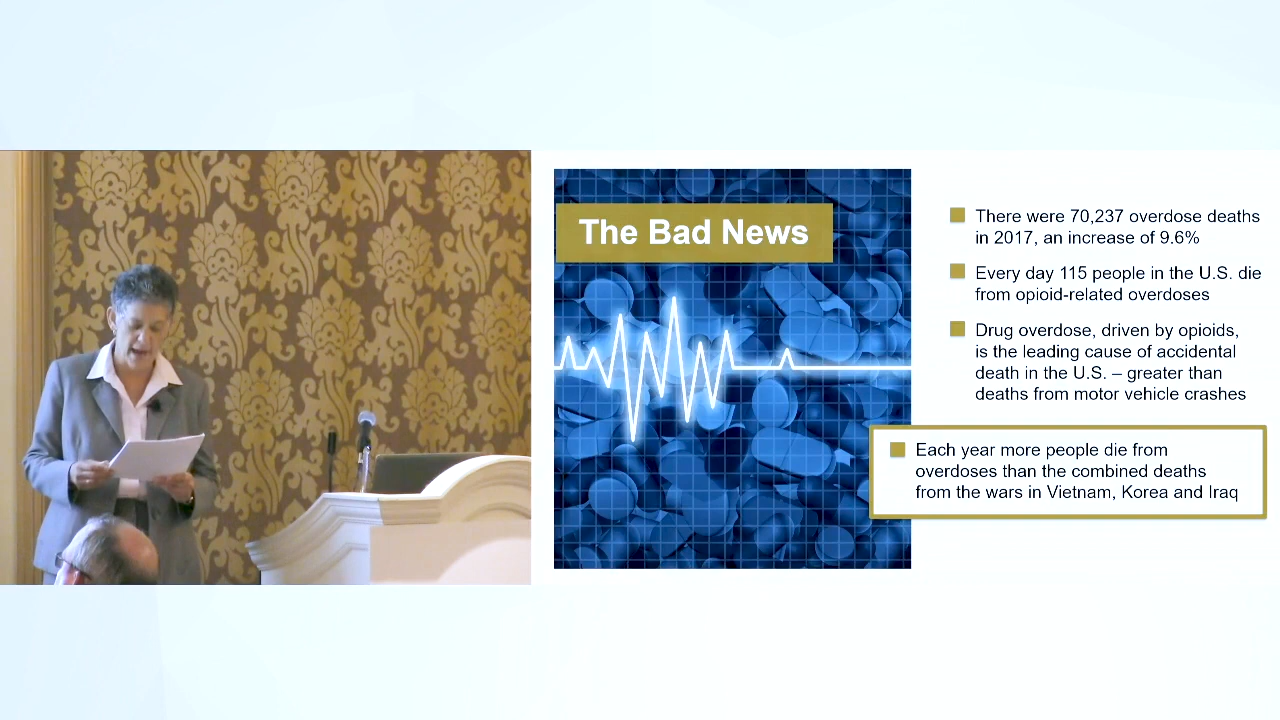 The Bad News
There were 70,237 overdose deaths
in 2017, an increase of 9.6%
Every day 115 people in the U.S. die
from opioid-related overdoses
Drug overdose, driven by opioids,
is the leading cause of accidental
death in the U.S. – greater than
deaths from motor vehicle crashes
Each year more people die from
overdoses than the combined deaths
from the wars in Vietnam, Korea and Iraq